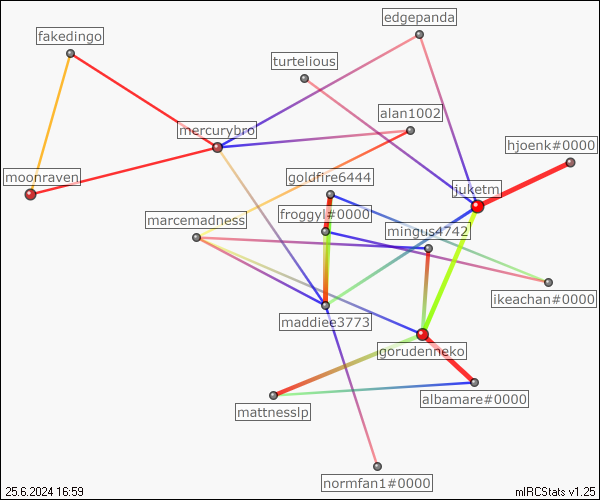 edgepanda
fakedingo
turtelious
alan1002
mercurybro
hjoenk#0000
moonraven
goldfire6444
juketm
froggyl#0000
marcemadness
mingus4742
ikeachan#0000
maddiee3773
gorudenneko
albamare#0000
mattnesslp
normfan1#0000
25.6.2024 16:59
mIRCStats v1.25